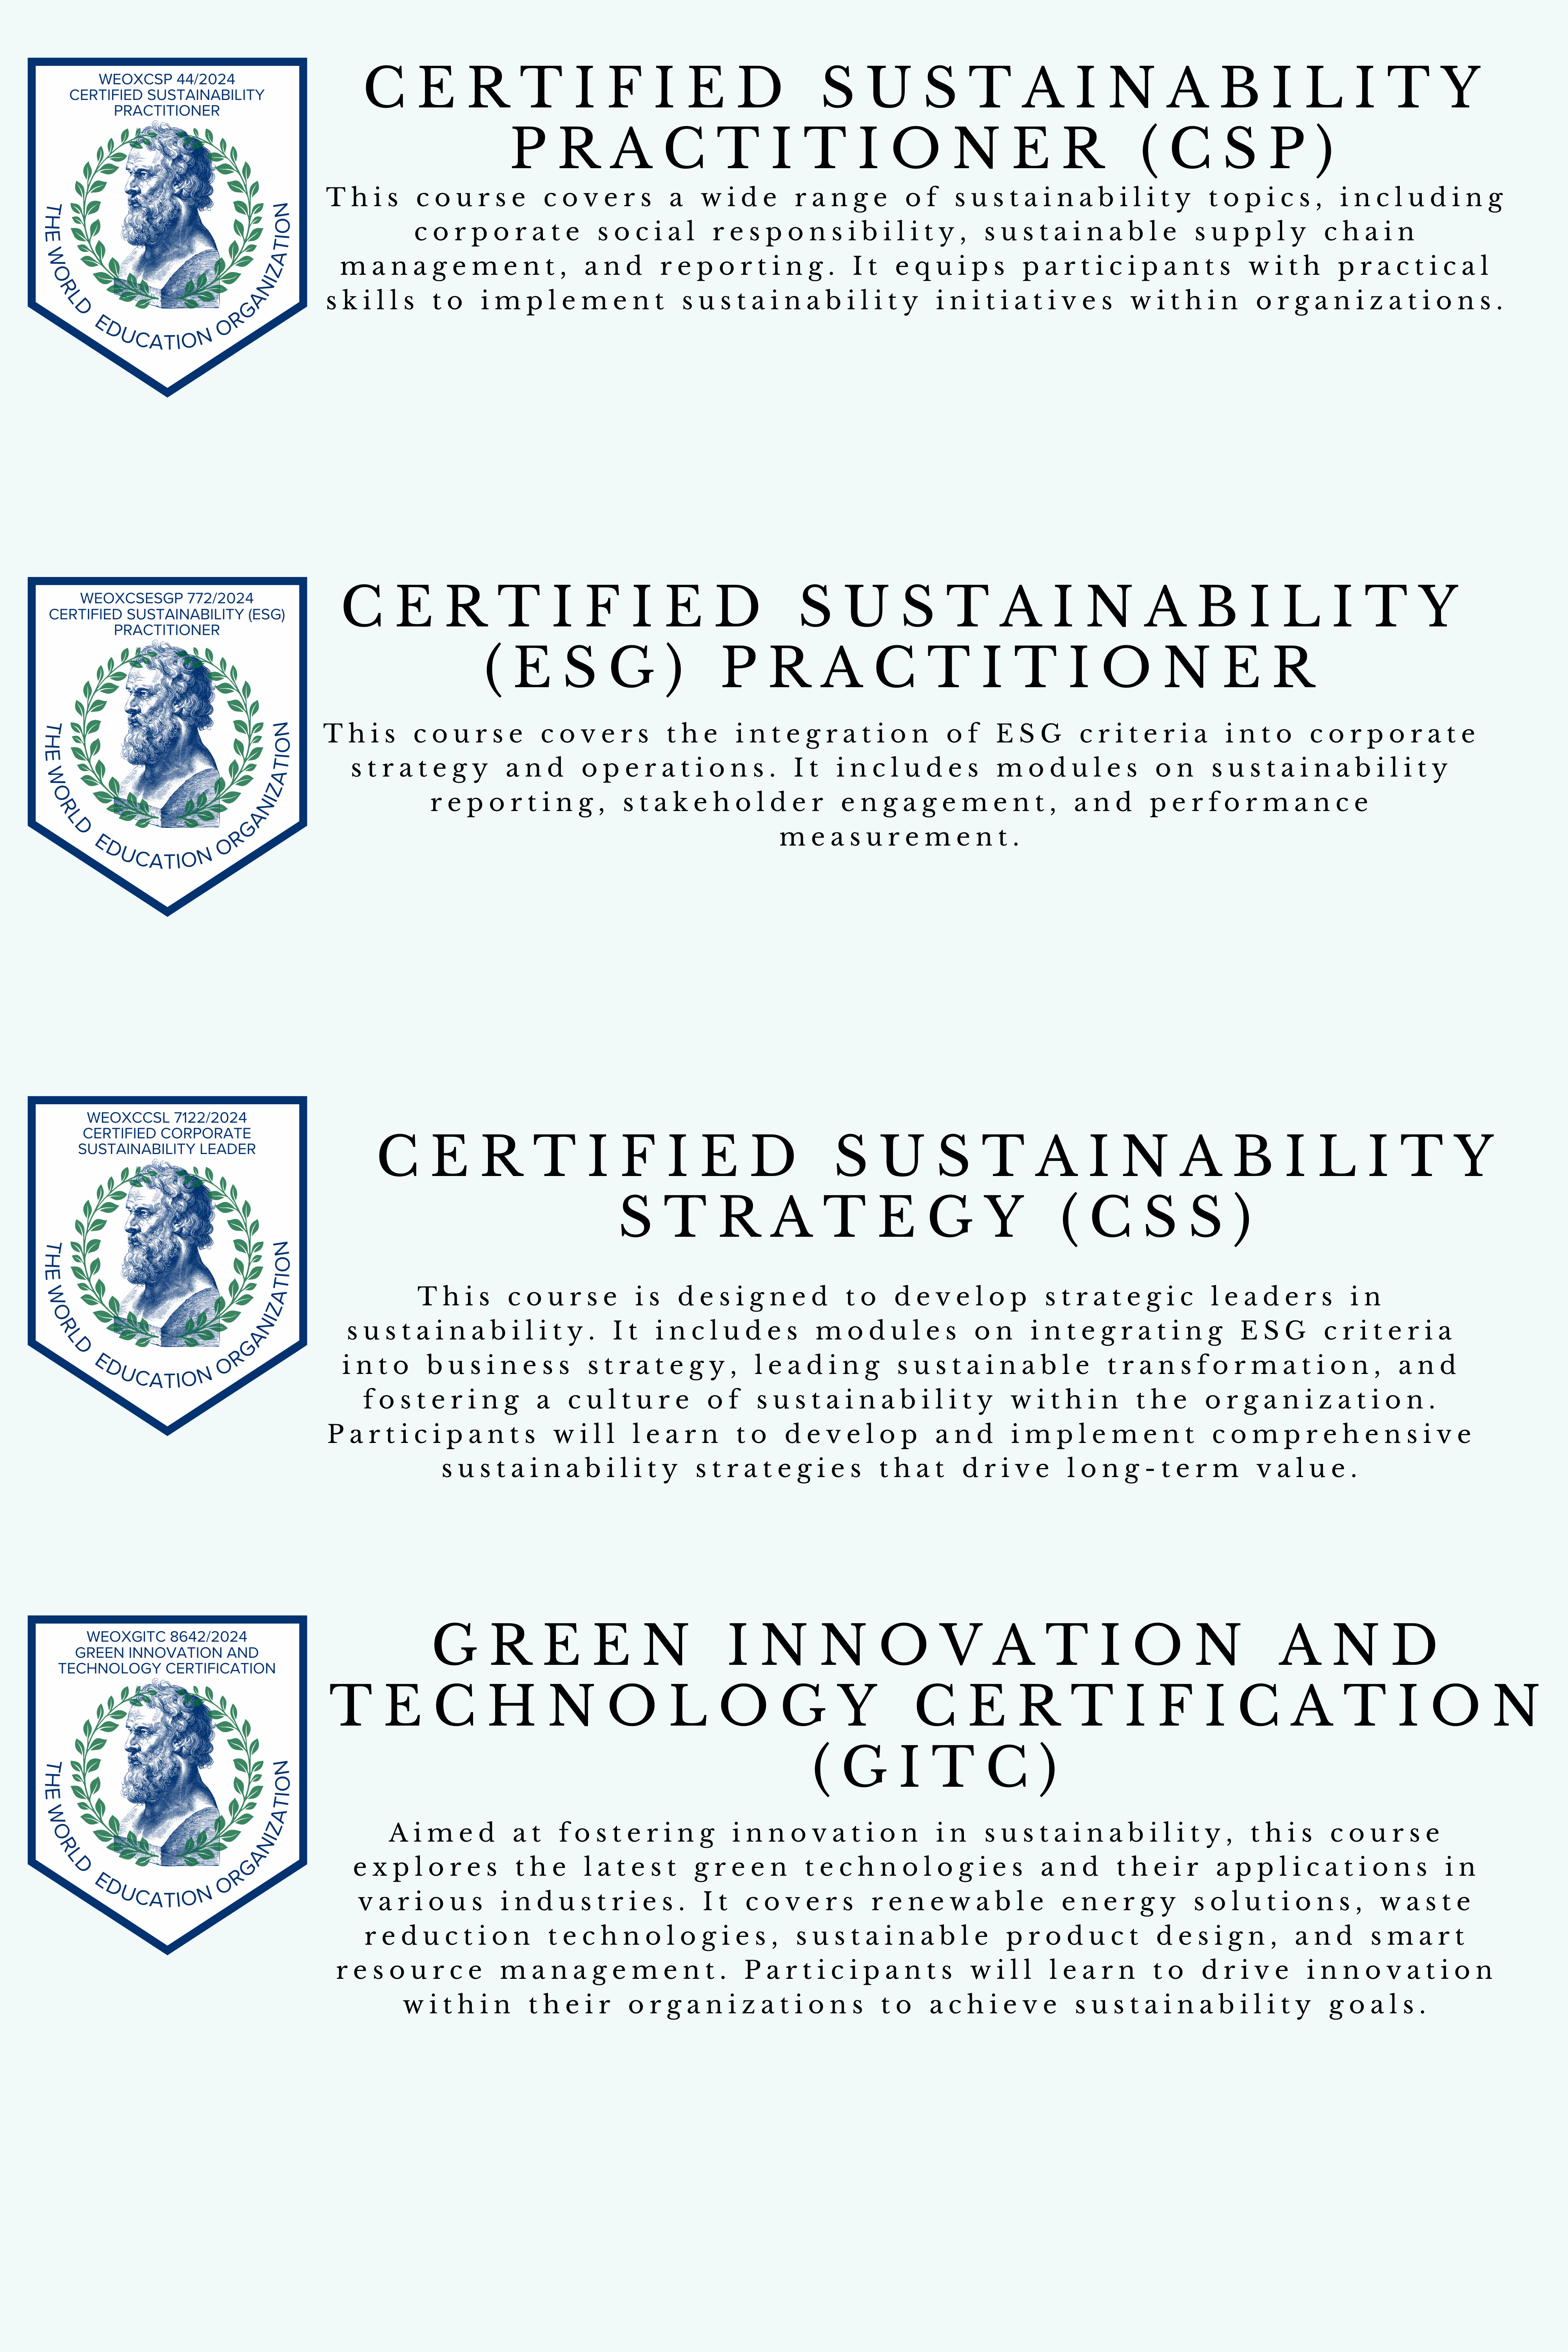 WEOXCSP 44/2024
CERTIFIED SUSTAINABILITY
PRACTITIONER
THE WORLD EDUCATION ORGANIZATION
CERTIFIED SUSTAINABILITY
PRACTITIONER (CSP)
This course covers a wide range of sustainability topics, including
corporate social responsibility, sustainable supply chain
management, and reporting. It equips participants with practical
skills to implement sustainability initiatives within organizations.
WEOXCSESGP 772/2024
CERTIFIED SUSTAINABILITY (ESG)
PRACTITIONER
THE WORLD EDUCATION ORGANIZATION
CERTIFIED SUSTAINABILITY
(ESG) PRACTITIONER
This course covers the integration of ESG criteria into corporate
strategy and operations. It includes modules on sustainability
reporting, stakeholder engagement, and performance
measurement.
WEOXCCSL 7122/2024
CERTIFIED CORPORATE
SUSTAINABILITY LEADER
THE WORLD EDUCATION ORGANIZATION
CERTIFIED SUSTAINABILITY
STRATEGY (CSS)
This course is designed to develop strategic leaders in
sustainability. It includes modules on integrating ESG criteria
into business strategy, leading sustainable transformation, and
fostering a culture of sustainability within the organization.
Participants will learn to develop and implement comprehensive
sustainability strategies that drive long-term value.
WEOXGITC 8642/2024
GREEN INNOVATION AND
TECHNOLOGY CERTIFICATION
THE WORLD EDUCATION ORGANIZATION
GREEN INNOVATION AND
TECHNOLOGY CERTIFICATION
(GITC)
Aimed at fostering innovation in sustainability, this course
explores the latest green technologies and their applications in
various industries. It covers renewable energy solutions, waste
reduction technologies, sustainable product design, and smart
resource management. Participants will learn to drive innovation
within their organizations to achieve sustainability goals.